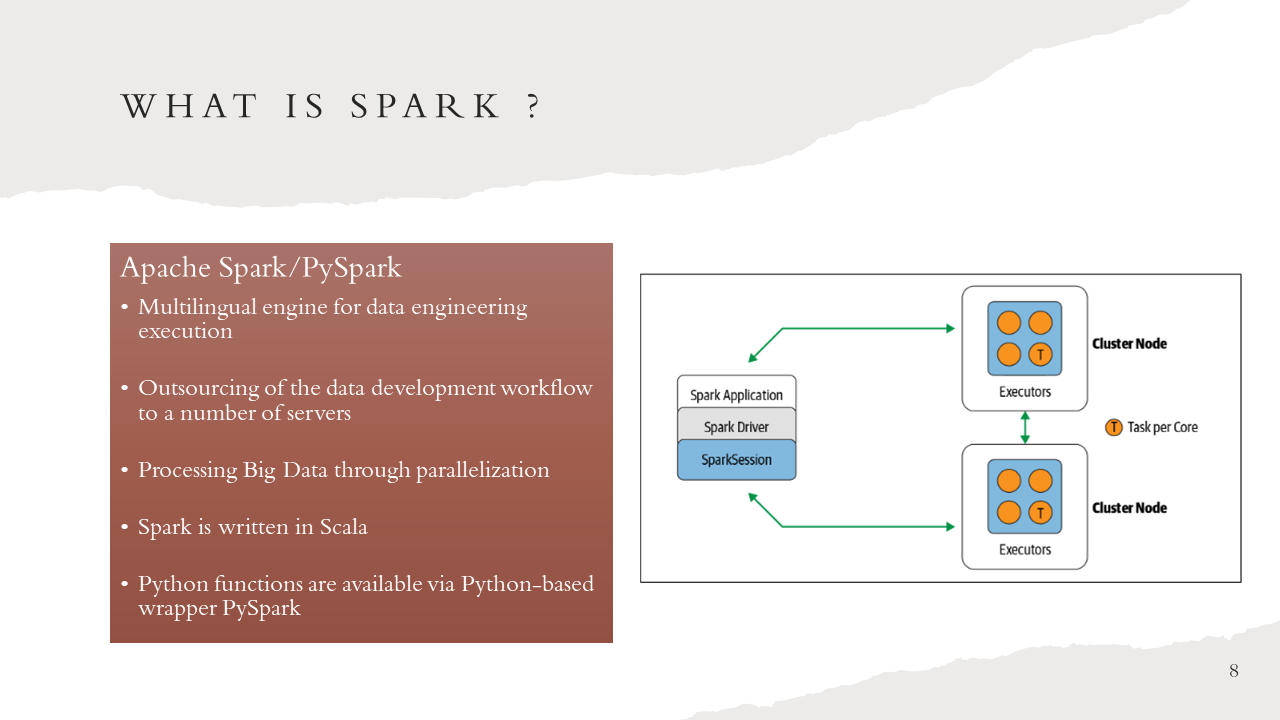 WHAT IS SPARK ?
Apache Spark/PySpark
• Multilingual engine for data engineering
execution
• Outsourcing of the data development workflow
to a number of servers
• Processing Big Data through parallelization
• Spark is written in Scala
• Python functions are available via Python-based
wrapper PySpark
Spark Application
Spark Driver
SparkSession
T
Executors
Cluster Node
T Task per Core
T
Executors
Cluster Node
8